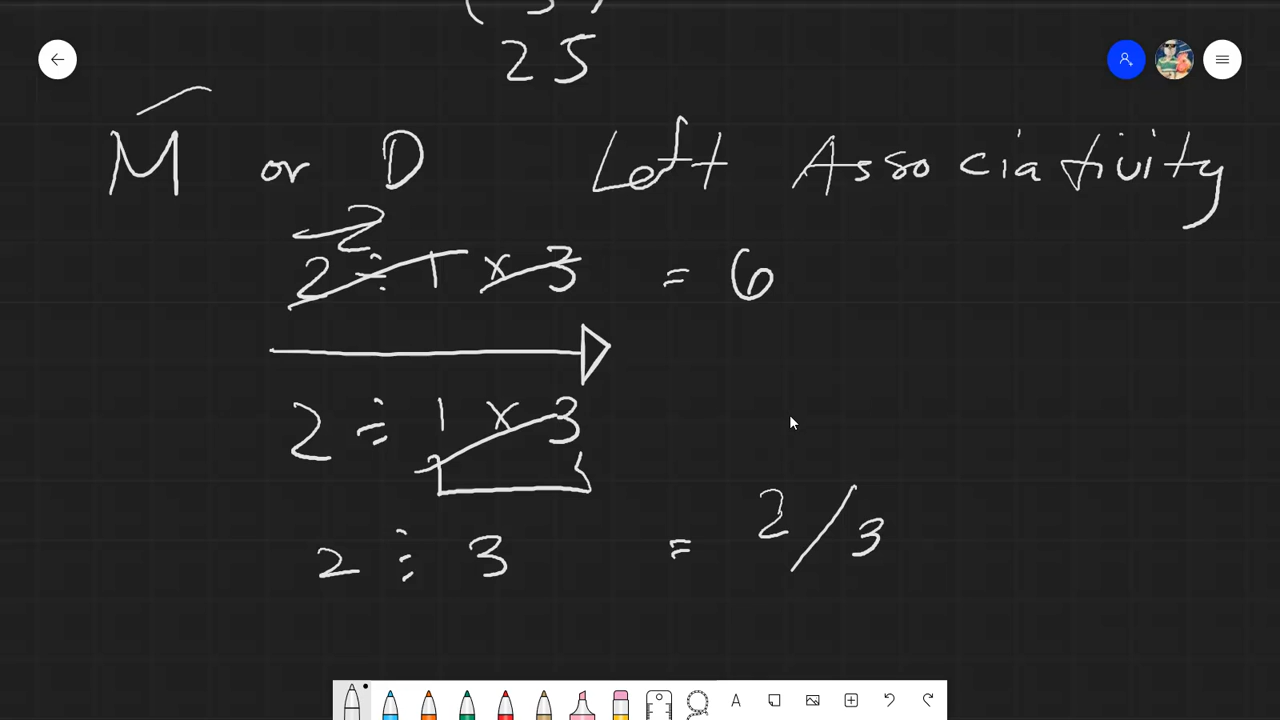 25
M or D Left Associativity
2
2 ÷ 1 x 3 = 6
2 ÷ 1 x 3
2 ÷ 3 = 2/3
A